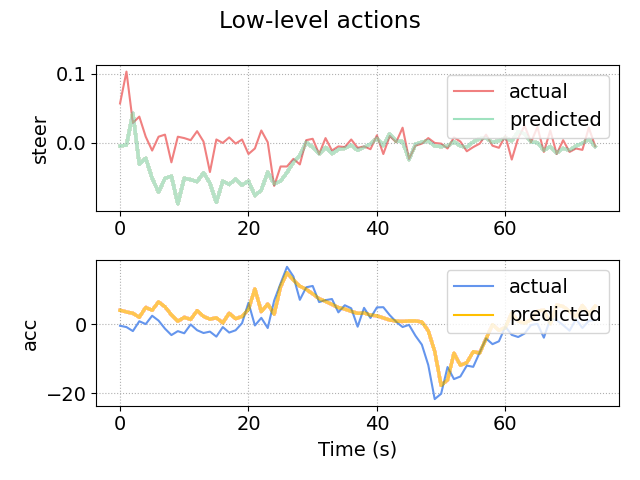 Low-level actions
0.1
0.0
steer
actual
predicted
0 20 40 60
0
−20
acc
actual
predicted
0 20 40 60
Time (s)